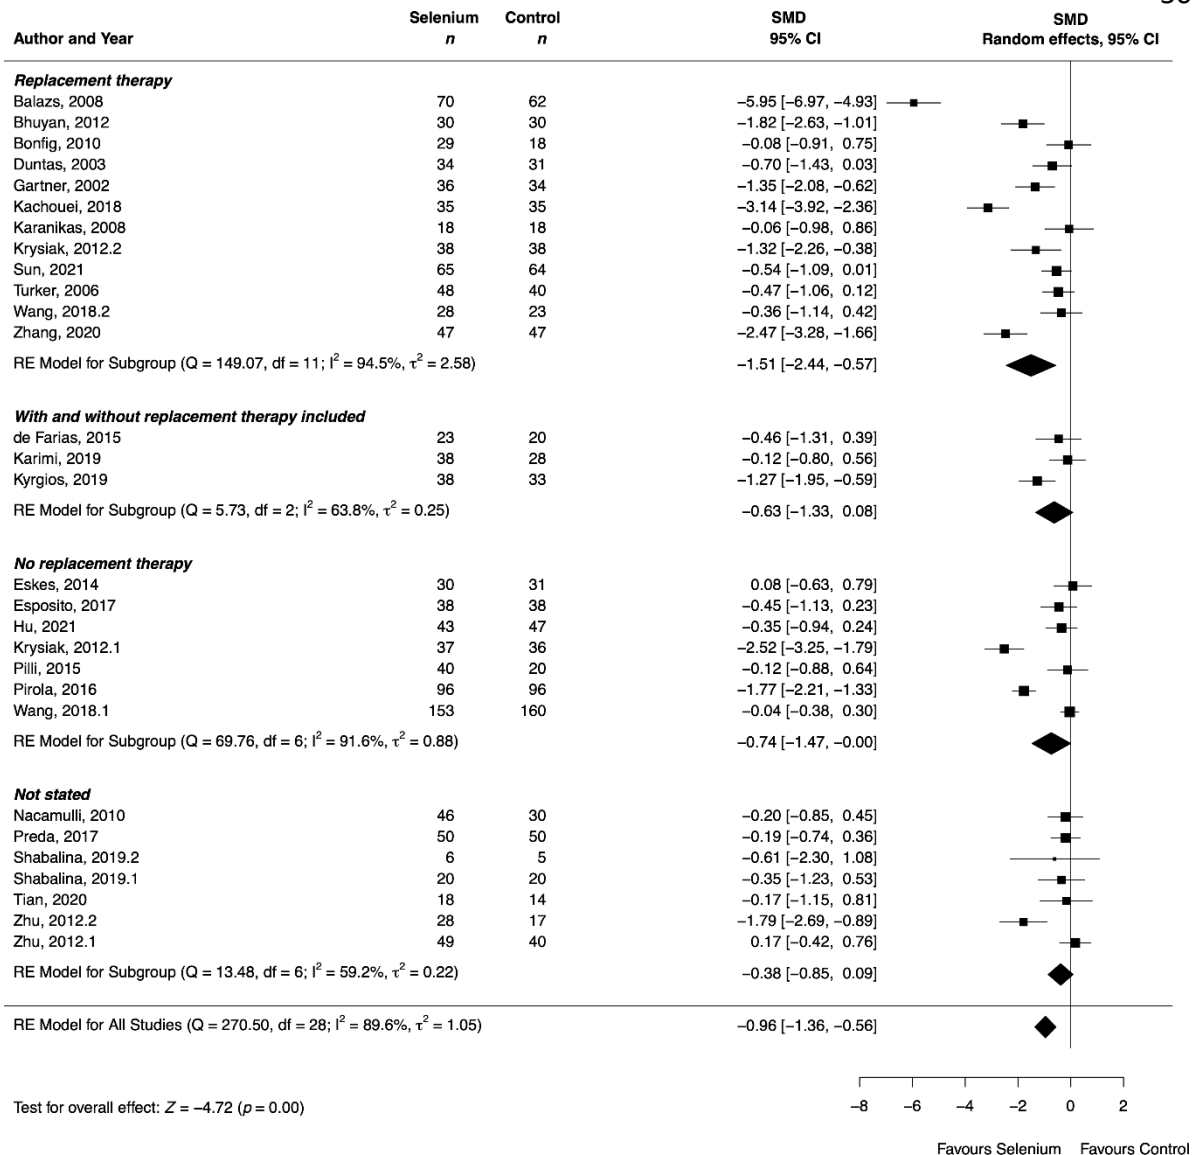 Selenium Control SMD SMD
Author and Year n n 95% CI Random effects, 95% CI
Replacement therapy
Balazs, 2008 70 62 −5.95 [−6.97, −4.93]
Bhuyan, 2012 30 30 −1.82 [−2.63, −1.01]
Bonfig, 2010 29 18 −0.08 [−0.91, 0.75]
Duntas, 2003 34 31 −0.70 [−1.43, 0.03]
Gartner, 2002 36 34 −1.35 [−2.08, −0.62]
Kachouei, 2018 35 35 −3.14 [−3.92, −2.36]
Karanikas, 2008 18 18 −0.06 [−0.98, 0.86]
Krysiak, 2012.2 38 38 −1.32 [−2.26, −0.38]
Sun, 2021 65 64 −0.54 [−1.09, 0.01]
Turker, 2006 48 40 −0.47 [−1.06, 0.12]
Wang, 2018.2 28 23 −0.36 [−1.14, 0.42]
Zhang, 2020 47 47 −2.47 [−3.28, −1.66]
RE Model for Subgroup (Q = 149.07, df = 11; I² = 94.5%, τ² = 2.58) −1.51 [−2.44, −0.57]
With and without replacement therapy included
de Farias, 2015 23 20 −0.46 [−1.31, 0.39]
Karimi, 2019 38 28 −0.12 [−0.80, 0.56]
Kyrgios, 2019 38 33 −1.27 [−1.95, −0.59]
RE Model for Subgroup (Q = 5.73, df = 2; I² = 63.8%, τ² = 0.25) −0.63 [−1.33, 0.08]
No replacement therapy
Eskes, 2014 30 31 0.08 [−0.63, 0.79]
Esposito, 2017 38 38 −0.45 [−1.13, 0.23]
Hu, 2021 43 47 −0.35 [−0.94, 0.24]
Krysiak, 2012.1 37 36 −2.52 [−3.25, −1.79]
Pilli, 2015 40 20 −0.12 [−0.88, 0.64]
Pirola, 2016 96 96 −1.77 [−2.21, −1.33]
Wang, 2018.1 153 160 −0.04 [−0.38, 0.30]
RE Model for Subgroup (Q = 69.76, df = 6; I² = 91.6%, τ² = 0.88) −0.74 [−1.47, −0.00]
Not stated
Nacamulli, 2010 46 30 −0.20 [−0.85, 0.45]
Preda, 2017 50 50 −0.19 [−0.74, 0.36]
Shabalina, 2019.2 6 5 −0.61 [−2.30, 1.08]
Shabalina, 2019.1 20 20 −0.35 [−1.23, 0.53]
Tian, 2020 18 14 −0.17 [−1.15, 0.81]
Zhu, 2012.2 28 17 −1.79 [−2.69, −0.89]
Zhu, 2012.1 49 40 0.17 [−0.42, 0.76]
RE Model for Subgroup (Q = 13.48, df = 6; I² = 59.2%, τ² = 0.22) −0.38 [−0.85, 0.09]
RE Model for All Studies (Q = 270.50, df = 28; I² = 89.6%, τ² = 1.05) −0.96 [−1.36, −0.56]
Test for overall effect: Z = −4.72 (p = 0.00) −8 −6 −4 −2 0 2
Favours Selenium Favours Control